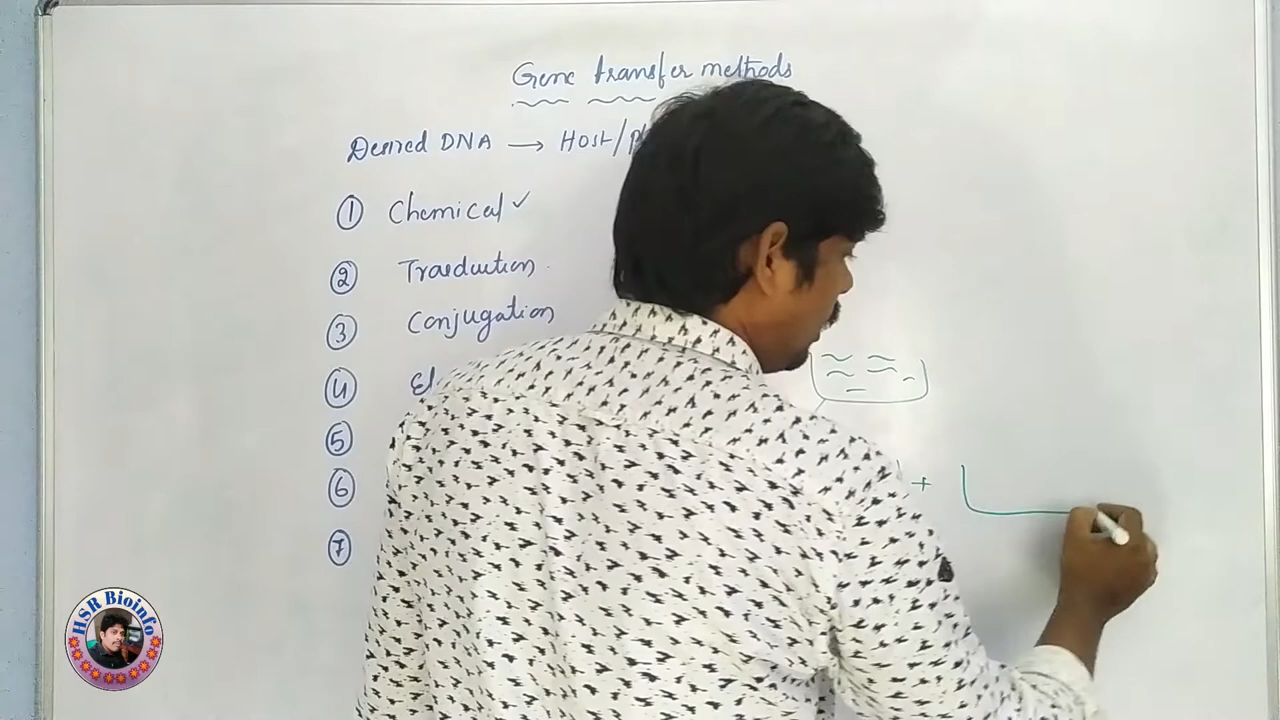 Gene transfer methods
Desired DNA → Host/
① Chemical ✓
② Transduction
③ Conjugation
④ El
⑤
⑥
⑦
+
HSR Bioinfo